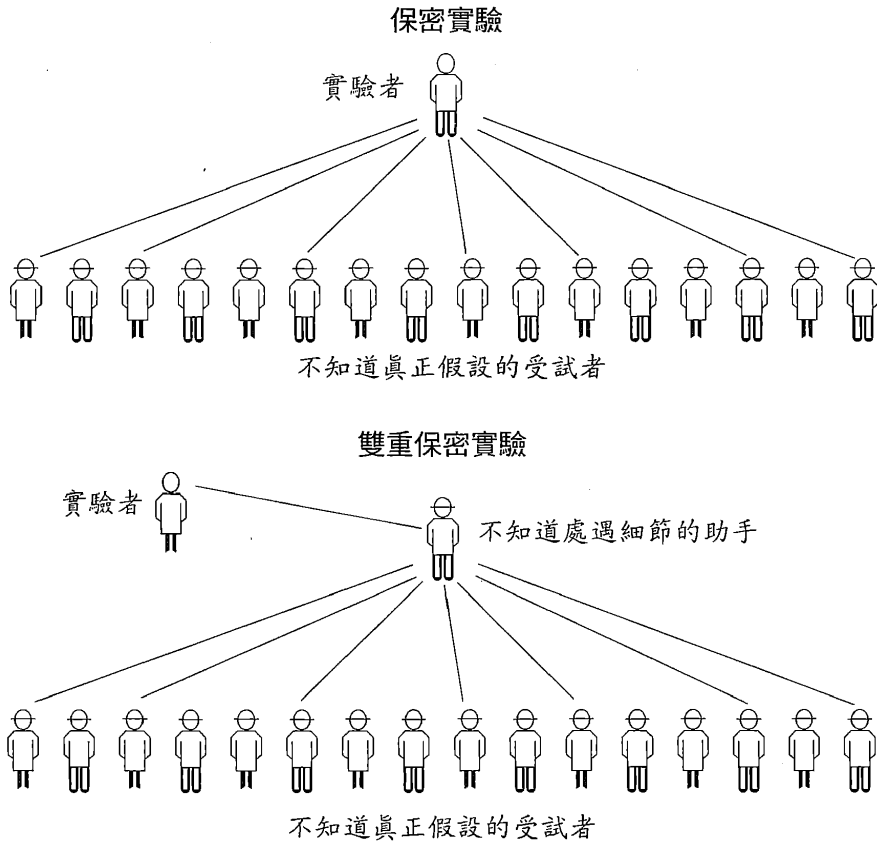 保密實驗
實驗者
不知道眞正假設的受試者
雙重保密實驗
實驗者
不知道處遇細節的助手
不知道眞正假設的受試者